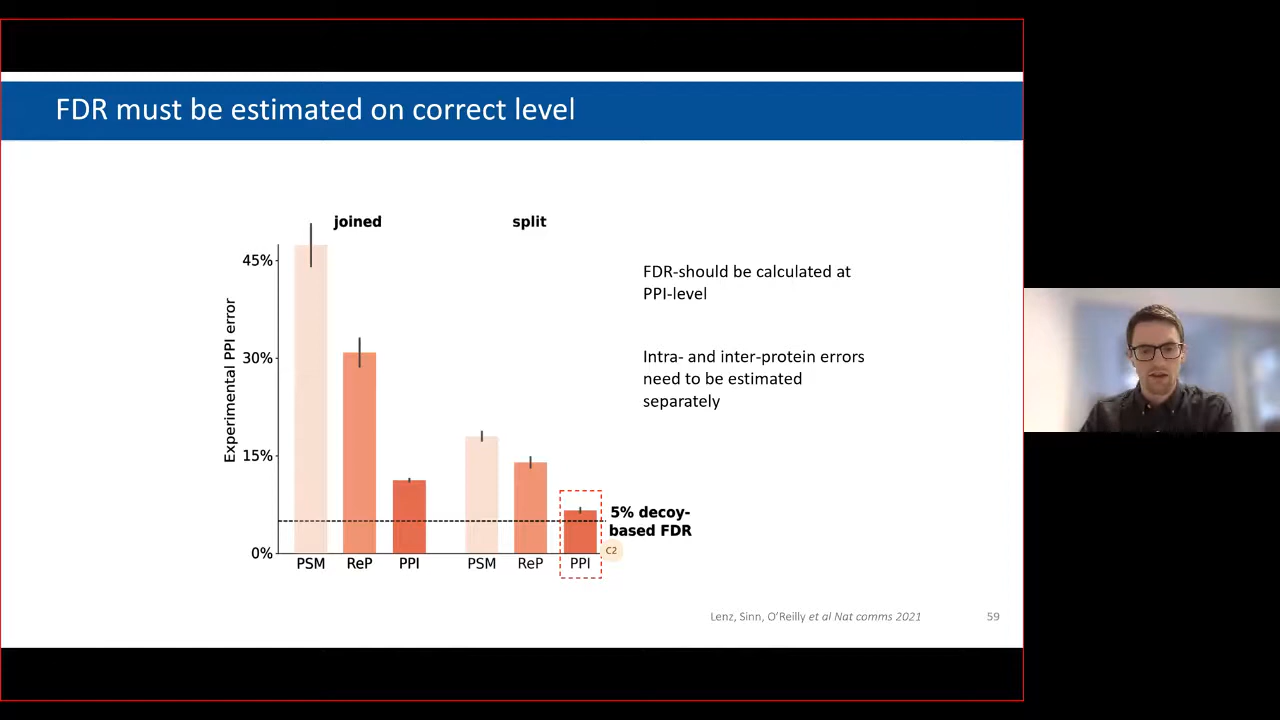 FDR must be estimated on correct level
joined
split
Experimental PPI error
45%
30%
15%
0%
PSM
ReP
PPI
PSM
ReP
PPI
5% decoy-
based FDR
C2
FDR-should be calculated at
PPI-level
Intra- and inter-protein errors
need to be estimated
separately
Lenz, Sinn, O'Reilly et al Nat comms 2021
59